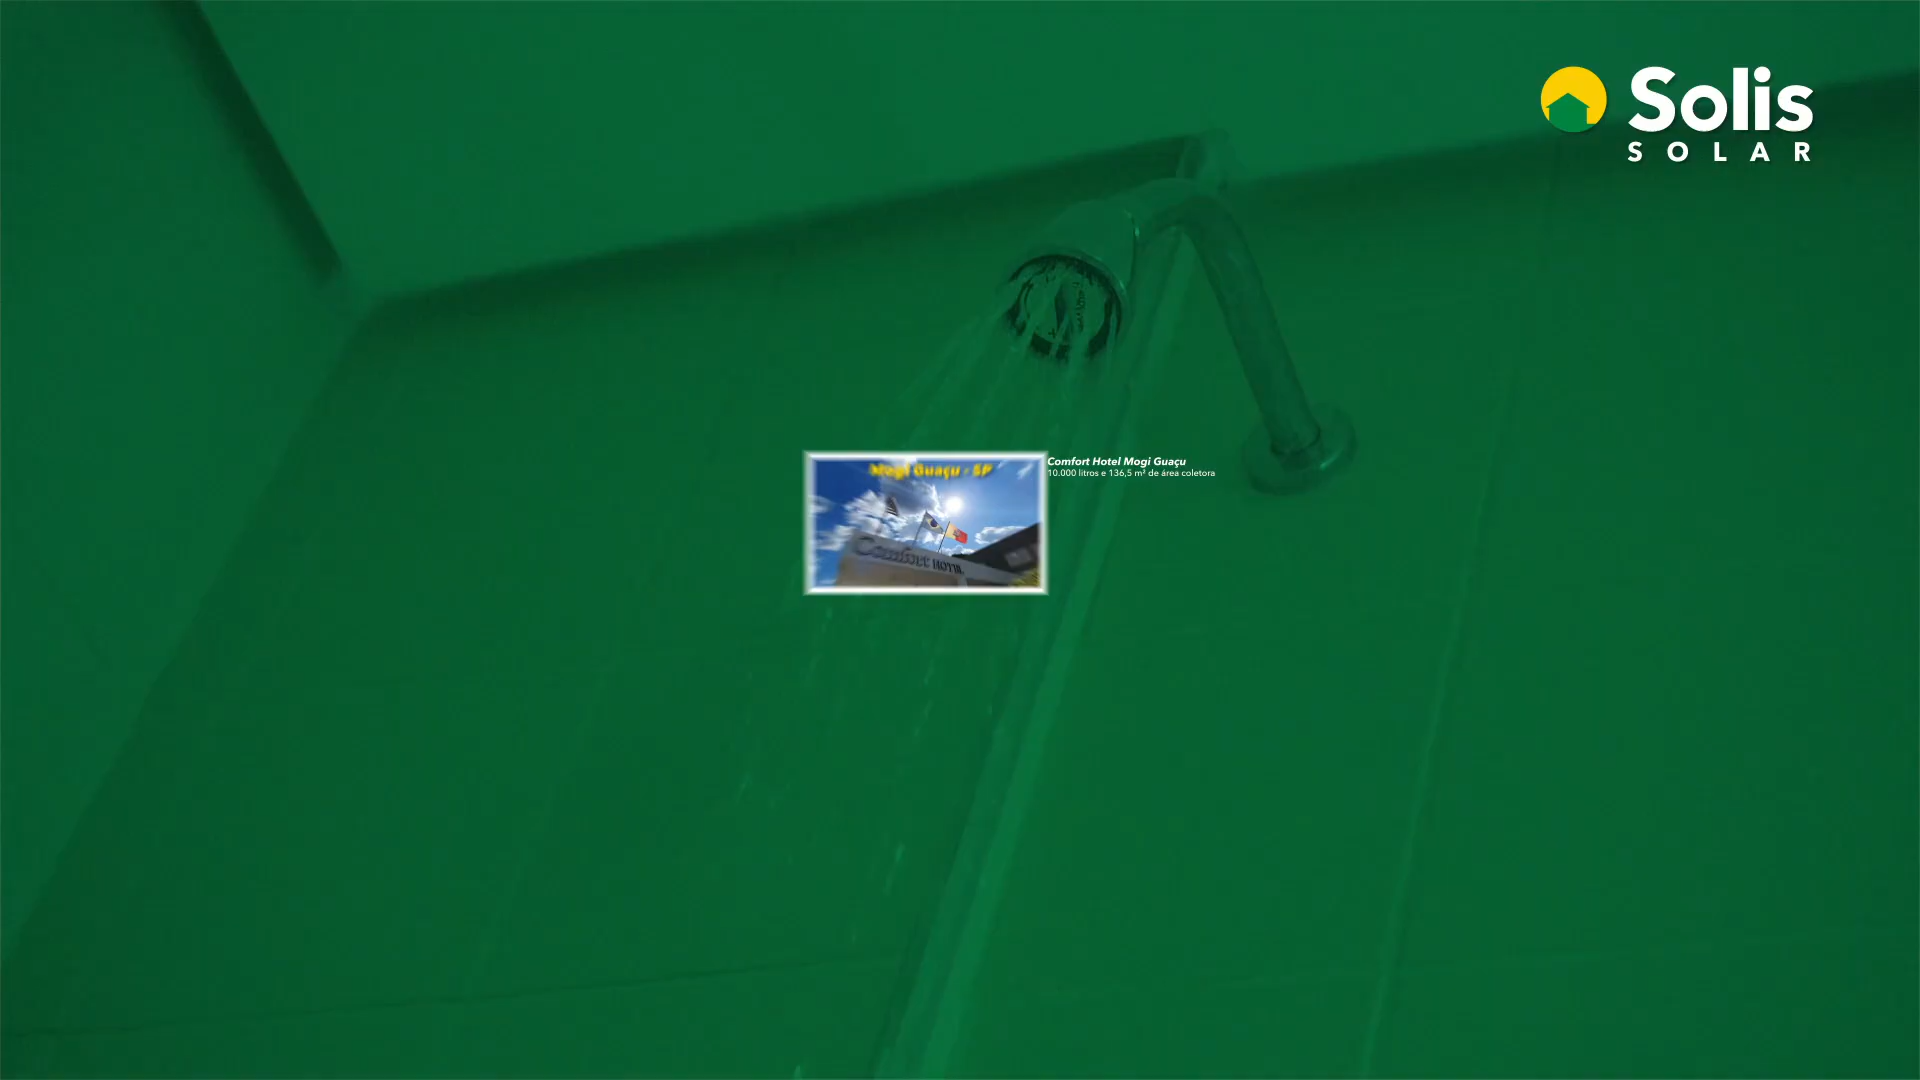 Solis
SOLAR
Mogi Guaçu - SP
Comfort Hotel Mogi Guaçu
10.000 litros e 136,5 m² de área coletora
Comfort HOTEL